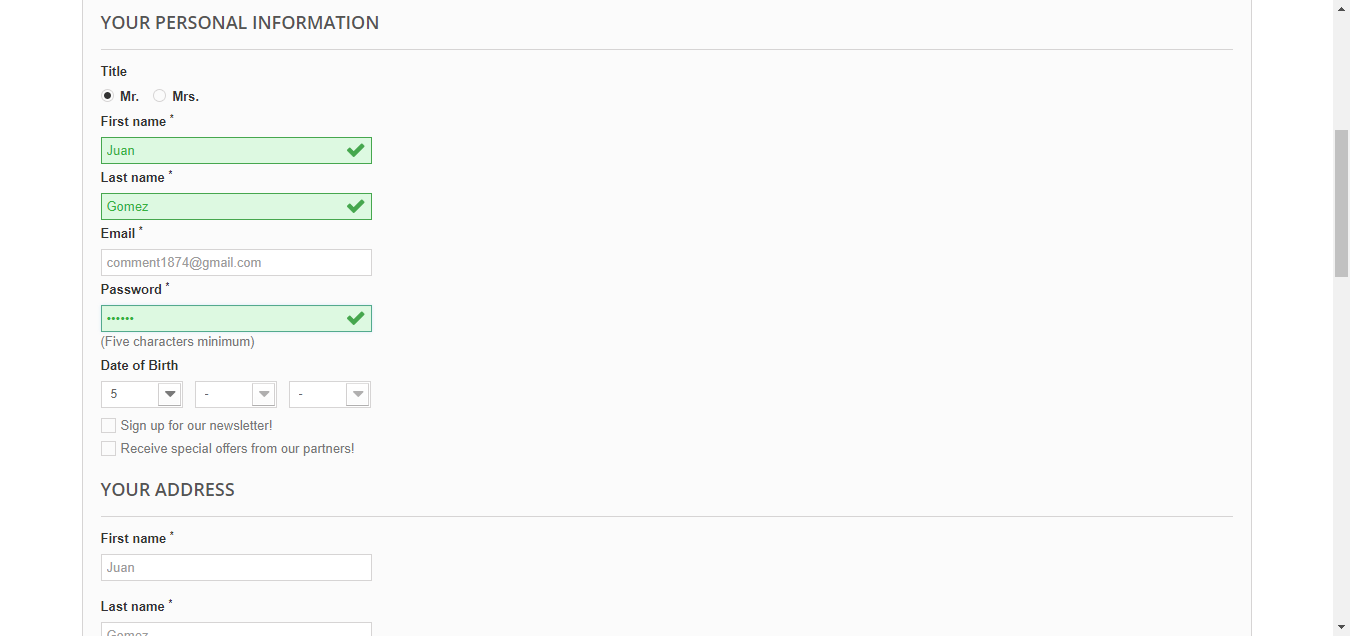 YOUR PERSONAL INFORMATION
Title
Mr. Mrs.
First name *
Juan
Last name *
Gomez
Email *
comment1874@gmail.com
Password *
••••••
(Five characters minimum)
Date of Birth
5 - -
Sign up for our newsletter!
Receive special offers from our partners!
YOUR ADDRESS
First name *
Juan
Last name *
Gomez